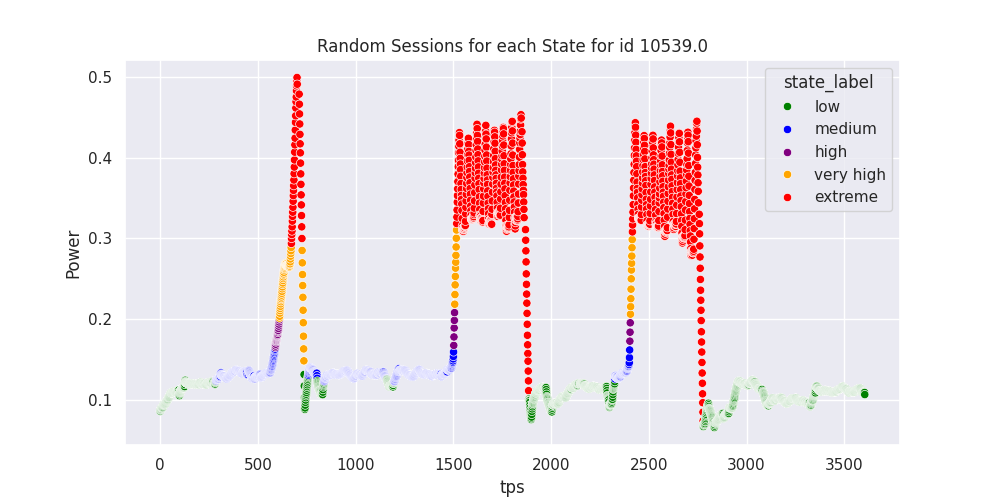 Random Sessions for each State for id 10539.0
0.5
0.4
0.3
0.2
0.1
Power
state_label
low
medium
high
very high
extreme
0
500
1000
1500
2000
2500
3000
3500
tps